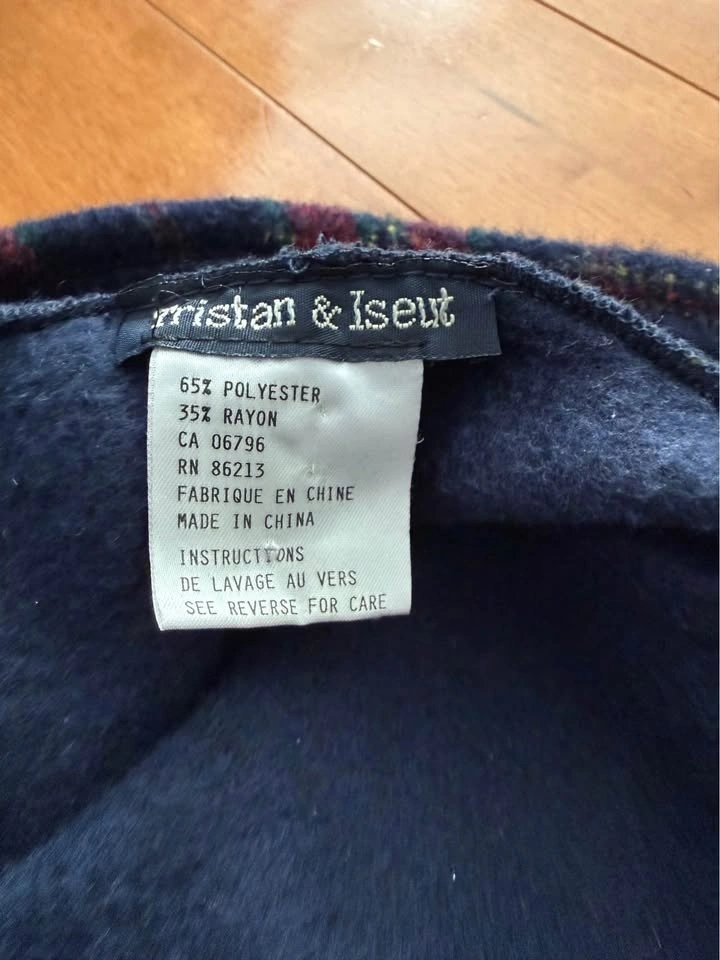 Tristan & Iseut
65% POLYESTER
35% RAYON
CA 06796
RN 86213
FABRIQUE EN CHINE
MADE IN CHINA
INSTRUCTIONS
DE LAVAGE AU VERS
SEE REVERSE FOR CARE